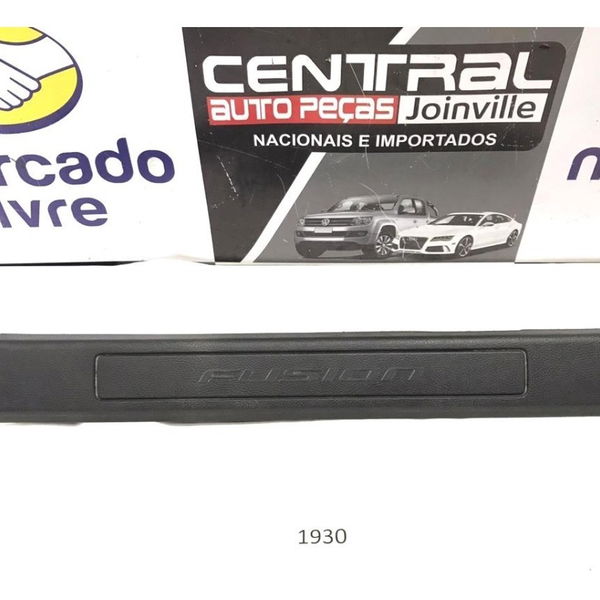 CENTRAL
AUTO PEÇAS Joinville
NACIONAIS E IMPORTADOS
rcado
ivre
FUSION
1930